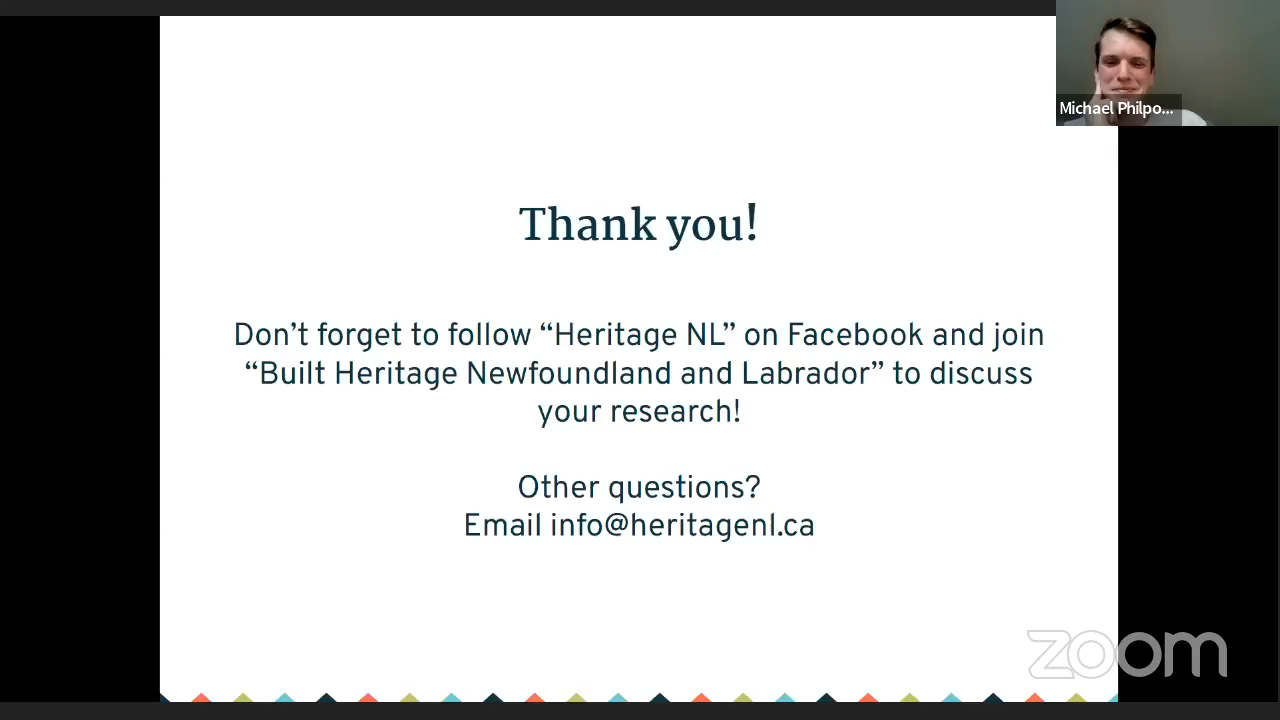 Michael Philpo...
Thank you!
Don’t forget to follow “Heritage NL” on Facebook and join
“Built Heritage Newfoundland and Labrador” to discuss
your research!
Other questions?
Email info@heritagenl.ca
zoom